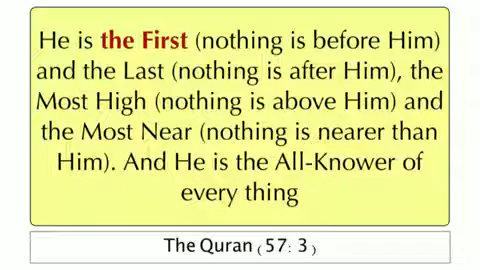 He is the First (nothing is before Him)
and the Last (nothing is after Him), the
Most High (nothing is above Him) and
the Most Near (nothing is nearer than
Him). And He is the All-Knower of
every thing
The Quran (57: 3)